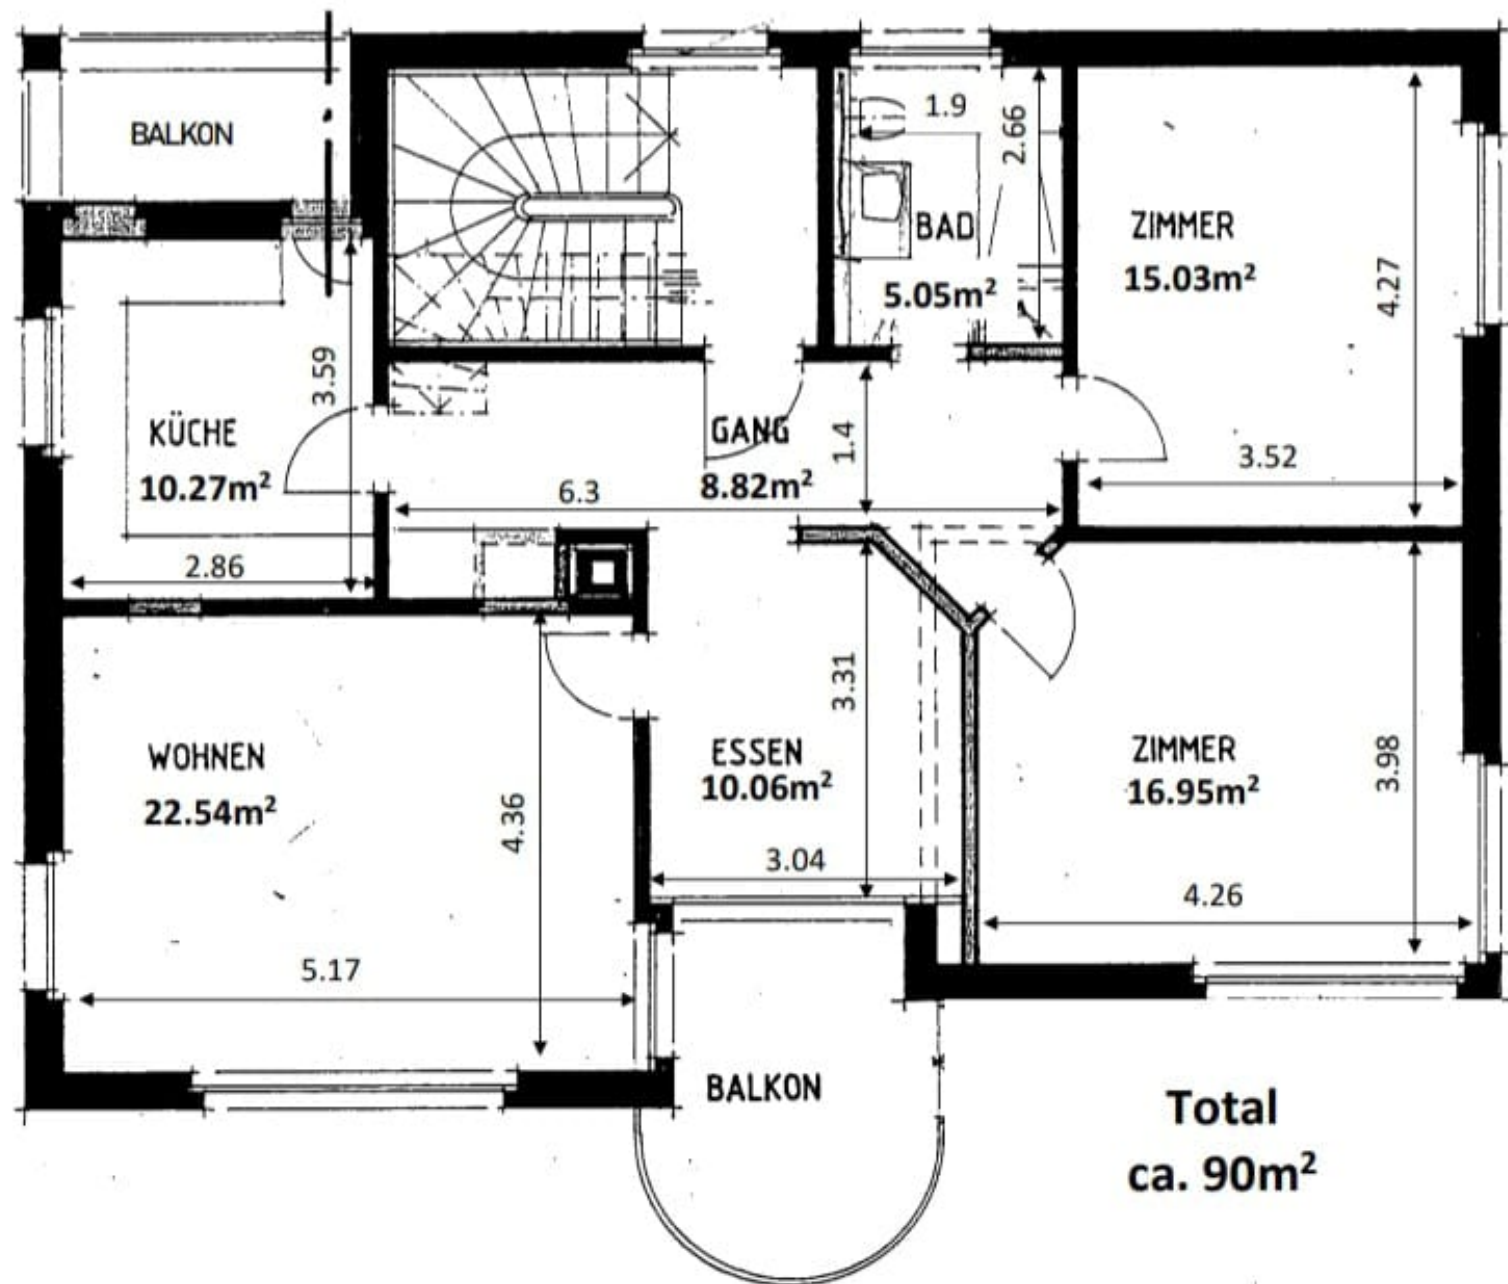 BALKON
1.9
2.66
BAD
5.05m²
ZIMMER
15.03m²
4.27
3.52
3.59
KÜCHE
10.27m²
2.86
GANG
8.82m²
1.4
6.3
WOHNEN
22.54m²
4.36
5.17
ESSEN
10.06m²
3.31
3.04
ZIMMER
16.95m²
3.98
4.26
BALKON
Total
ca. 90m²